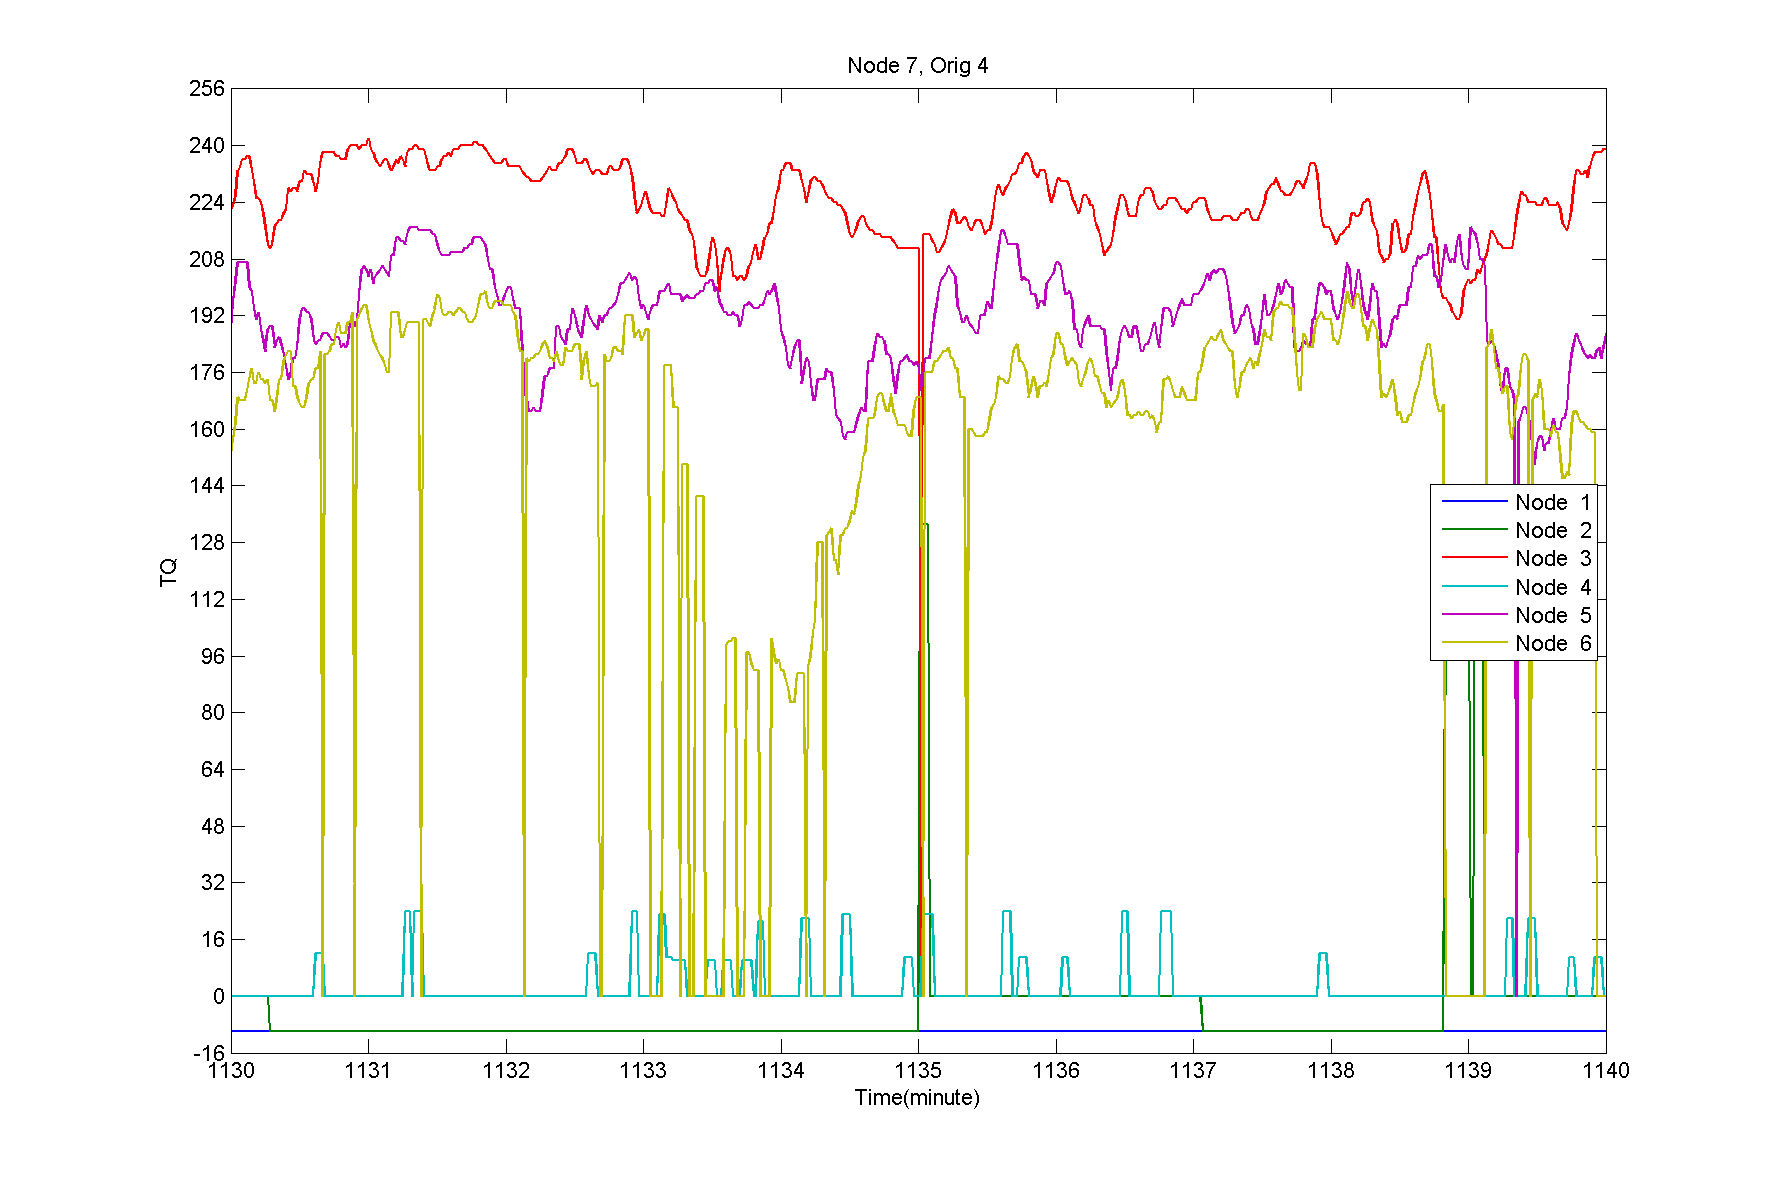 Node 7, Orig 4
256
240
224
208
192
176
160
144
128
112
96
80
64
48
32
16
0
-16
TQ
Node 1
Node 2
Node 3
Node 4
Node 5
Node 6
1130 1131 1132 1133 1134 1135 1136 1137 1138 1139 1140
Time(minute)